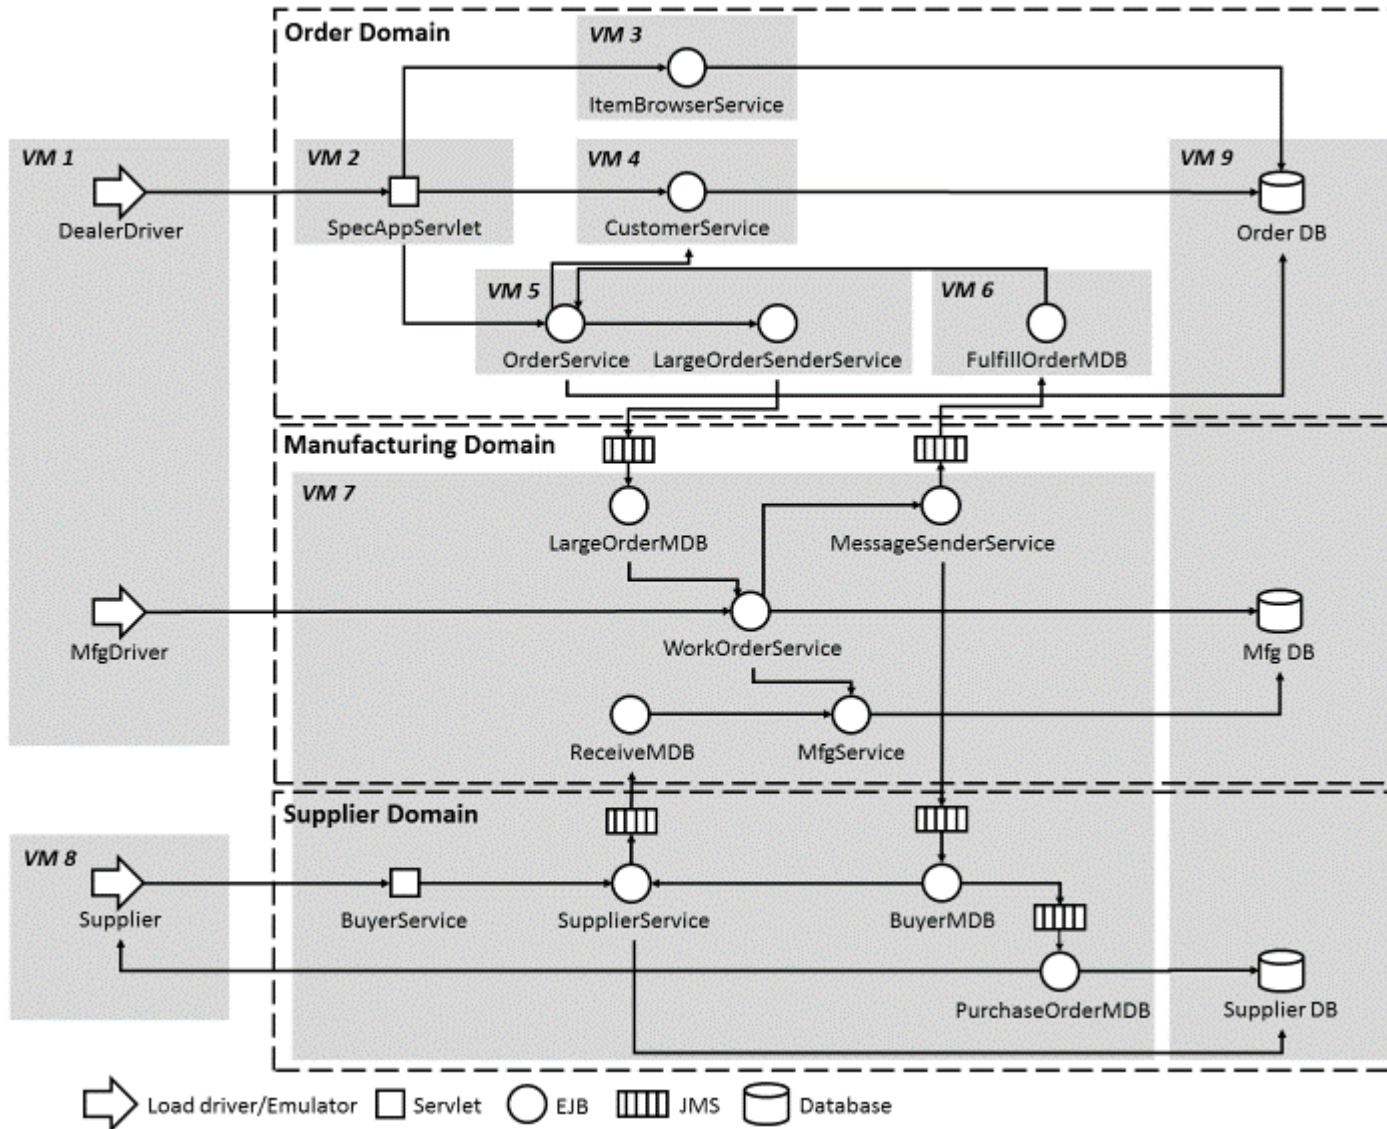 Order Domain
VM 3
ItemBrowserService
VM 1
VM 2
VM 4
VM 9
DealerDriver
SpecAppServlet
CustomerService
Order DB
VM 5
VM 6
OrderService
LargeOrderSenderService
FulfillOrderMDB
Manufacturing Domain
VM 7
LargeOrderMDB
MessageSenderService
MfgDriver
WorkOrderService
Mfg DB
ReceiveMDB
MfgService
Supplier Domain
VM 8
Supplier
BuyerService
SupplierService
BuyerMDB
PurchaseOrderMDB
Supplier DB
Load driver/Emulator
Servlet
EJB
JMS
Database